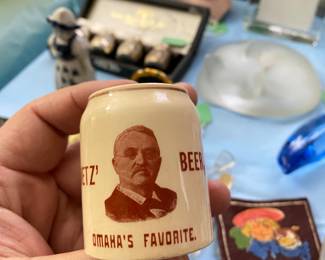 ETZ' BEER
OMAHA'S FAVORITE.